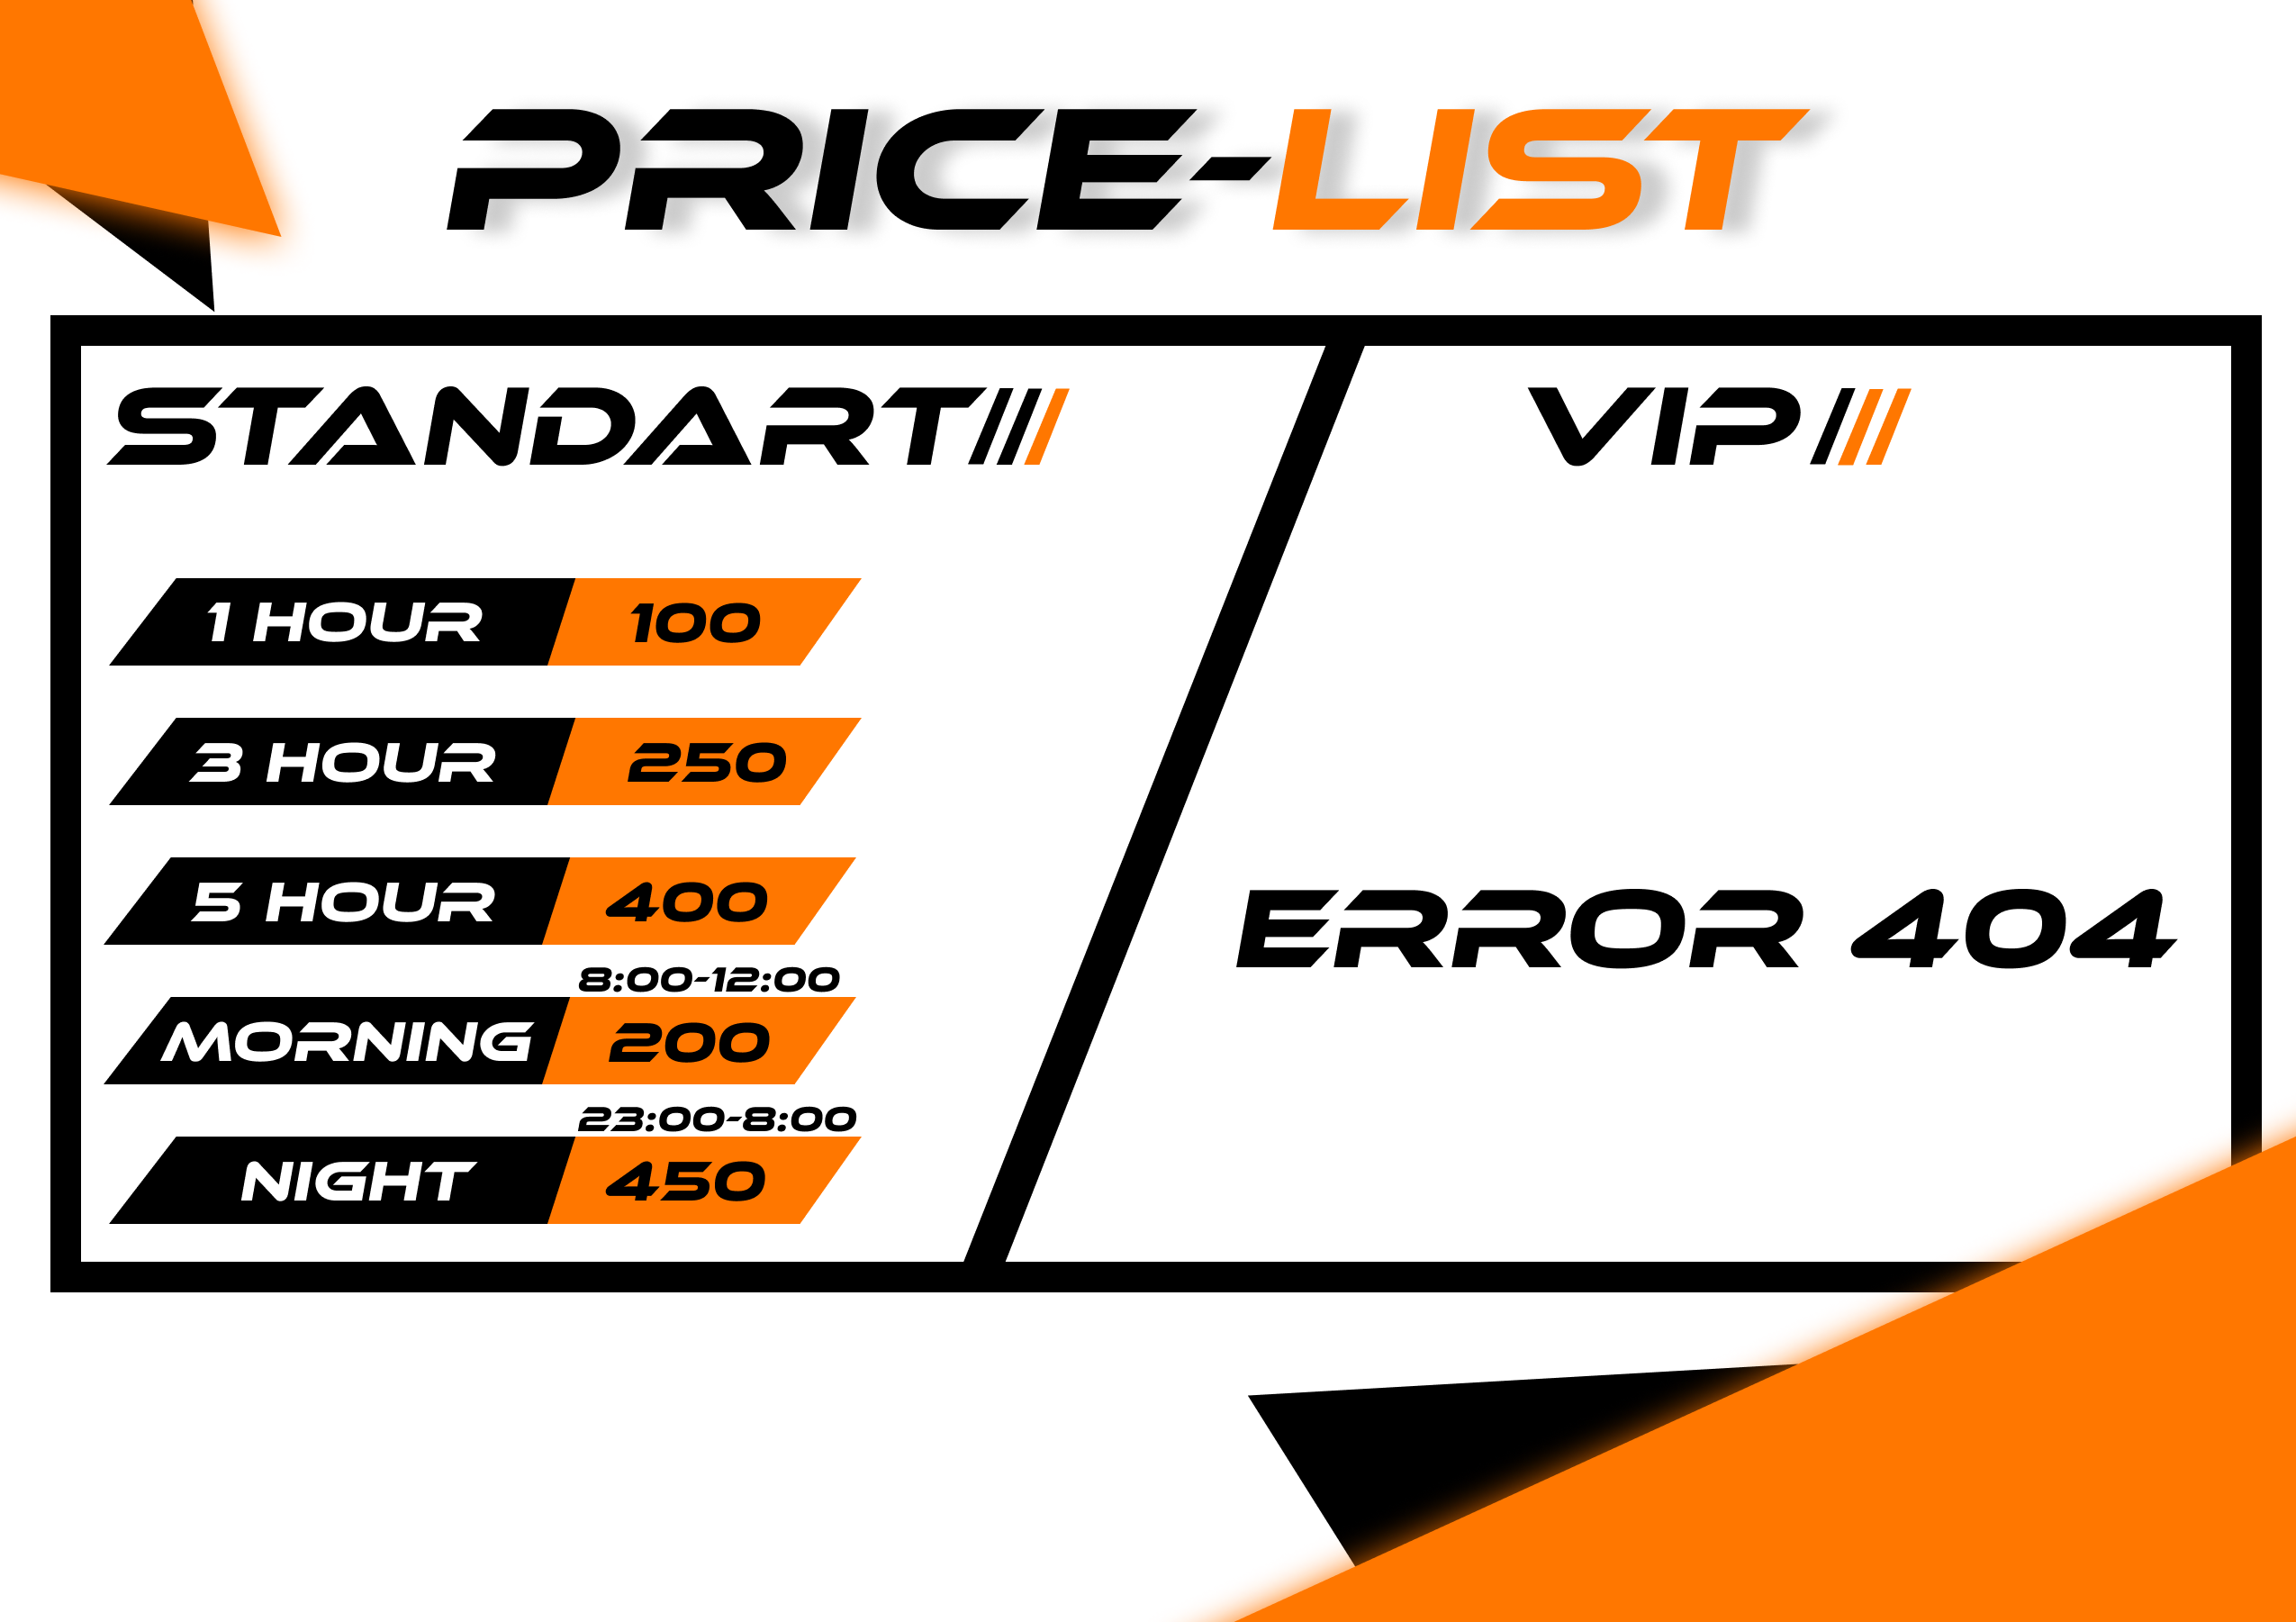 PRICE-LIST
STANDART
1 HOUR 100
3 HOUR 250
5 HOUR 400
8:00-12:00
MORNING 200
23:00-8:00
NIGHT 450
VIP
ERROR 404